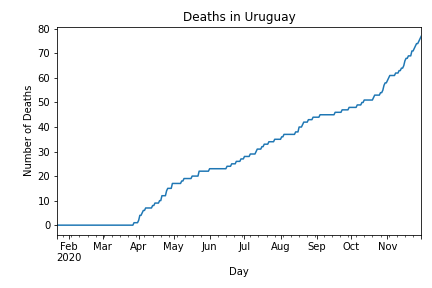 Deaths in Uruguay
80
70
60
50
40
30
20
10
0
Number of Deaths
Feb Mar Apr May Jun Jul Aug Sep Oct Nov
2020
Day